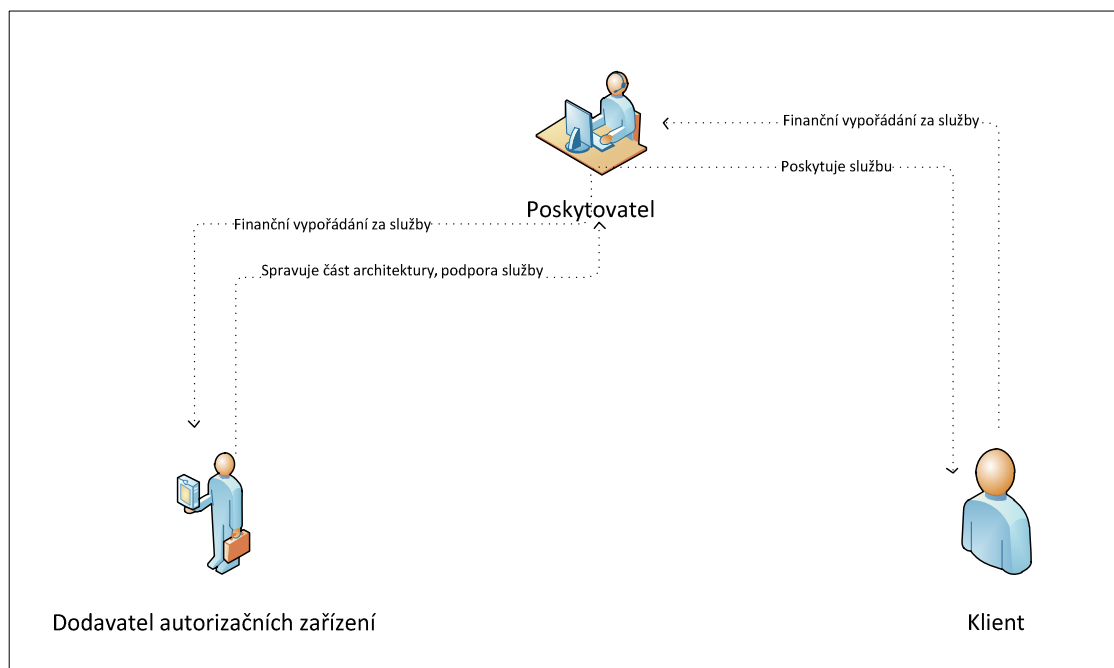 Finanční vypořádání za služby
Poskytuje službu
Poskytovatel
Finanční vypořádání za služby
Spravuje část architektury, podpora služby
Dodavatel autorizačních zařízení
Klient